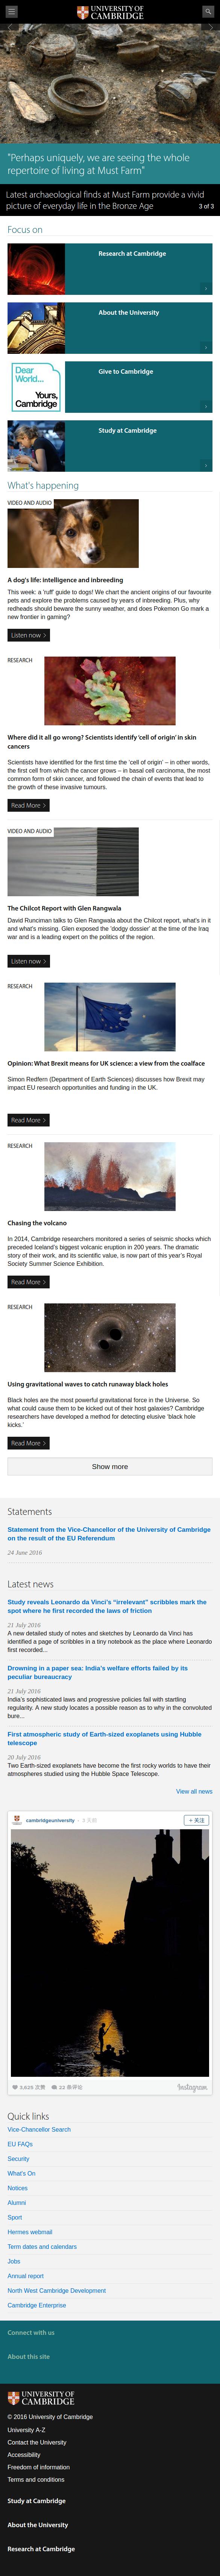 UNIVERSITY OF
CAMBRIDGE
"Perhaps uniquely, we are seeing the whole
repertoire of living at Must Farm"
Latest archaeological finds at Must Farm provide a vivid
picture of everyday life in the Bronze Age
3 of 3
Focus on
Research at Cambridge
About the University
Dear
World...
Yours,
Cambridge
Give to Cambridge
Study at Cambridge
What's happening
VIDEO AND AUDIO
A dog's life: intelligence and inbreeding
This week: a 'ruff' guide to dogs! We chart the ancient origins of our favourite
pets and explore the problems caused by years of inbreeding. Plus, why
redheads should beware the sunny weather, and does Pokemon Go mark a
new frontier in gaming?
Listen now
RESEARCH
Where did it all go wrong? Scientists identify 'cell of origin' in skin
cancers
Scientists have identified for the first time the 'cell of origin' – in other words,
the first cell from which the cancer grows – in basal cell carcinoma, the most
common form of skin cancer, and followed the chain of events that lead to
the growth of these invasive tumours.
Read More
VIDEO AND AUDIO
The Chilcot Report with Glen Rangwala
David Runciman talks to Glen Rangwala about the Chilcot report, what's in it
and what's missing. Glen exposed the 'dodgy dossier' at the time of the Iraq
war and is a leading expert on the politics of the region.
Listen now
RESEARCH
Opinion: What Brexit means for UK science: a view from the coalface
Simon Redfern (Department of Earth Sciences) discusses how Brexit may
impact EU research opportunities and funding in the UK.
Read More
RESEARCH
Chasing the volcano
In 2014, Cambridge researchers monitored a series of seismic shocks which
preceded Iceland's biggest volcanic eruption in 200 years. The dramatic
story of their work, and its scientific value, is now part of this year's Royal
Society Summer Science Exhibition.
Read More
RESEARCH
Using gravitational waves to catch runaway black holes
Black holes are the most powerful gravitational force in the Universe. So
what could cause them to be kicked out of their host galaxies? Cambridge
researchers have developed a method for detecting elusive 'black hole
kicks.'
Read More
Show more
Statements
Statement from the Vice-Chancellor of the University of Cambridge
on the result of the EU Referendum
24 June 2016
Latest news
Study reveals Leonardo da Vinci's "irrelevant" scribbles mark the
spot where he first recorded the laws of friction
21 July 2016
A new detailed study of notes and sketches by Leonardo da Vinci has
identified a page of scribbles in a tiny notebook as the place where Leonardo
first recorded...
Drowning in a paper sea: India's welfare efforts failed by its
peculiar bureaucracy
21 July 2016
India's sophisticated laws and progressive policies fail with startling
regularity. A new study locates a possible reason as to why in the convoluted
bure...
First atmospheric study of Earth-sized exoplanets using Hubble
telescope
20 July 2016
Two Earth-sized exoplanets have become the first rocky worlds to have their
atmospheres studied using the Hubble Space Telescope.
View all news
cambridgeuniversity
+ 关注
3,625 次赞 22 条评论
Instagram
Quick links
Vice-Chancellor Search
EU FAQs
Security
What's On
Notices
Alumni
Sport
Hermes webmail
Term dates and calendars
Jobs
Annual report
North West Cambridge Development
Cambridge Enterprise
Connect with us
About this site
UNIVERSITY OF
CAMBRIDGE
© 2016 University of Cambridge
University A-Z
Contact the University
Accessibility
Freedom of information
Terms and conditions
Study at Cambridge
About the University
Research at Cambridge